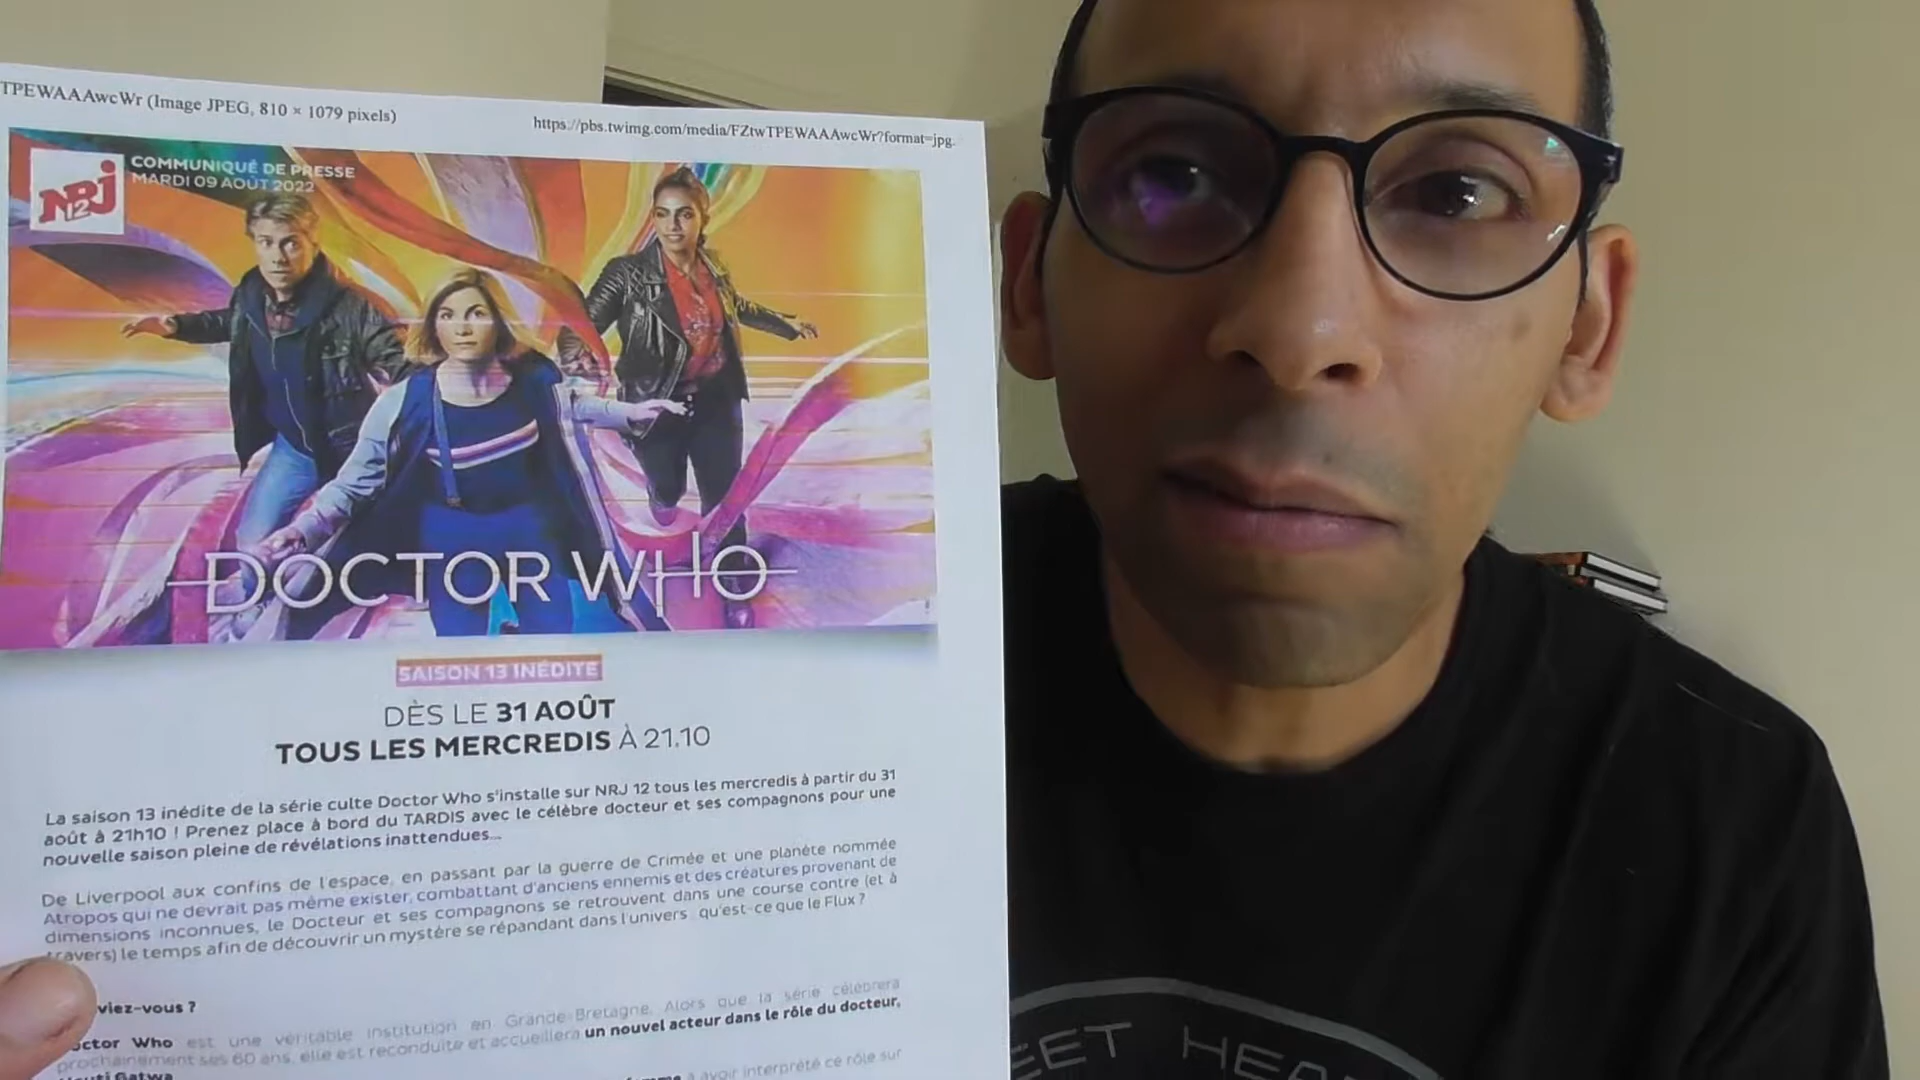 TPEWAAAwcWr (Image JPEG, 810 × 1079 pixels)
https://pbs.twimg.com/media/FZtwTPEWAAAwcWr?format=jpg.
NRJ 12
COMMUNIQUÉ DE PRESSE
MARDI 09 AOÛT 2022
DOCTOR WHO
SAISON 13 INÉDITE
DÈS LE 31 AOÛT
TOUS LES MERCREDIS À 21.10
La saison 13 inédite de la série culte Doctor Who s'installe sur NRJ 12 tous les mercredis à partir du 31
août à 21h10 ! Prenez place à bord du TARDIS avec le célèbre docteur et ses compagnons pour une
nouvelle saison pleine de révélations inattendues...
De Liverpool aux confins de l'espace, en passant par la guerre de Crimée et une planète nommée
Atropos qui ne devrait pas même exister, combattant d'anciens ennemis et des créatures provenant de
dimensions inconnues, le Docteur et ses compagnons se retrouvent dans une course contre (et à
travers) le temps afin de découvrir un mystère se répandant dans l'univers : qu'est-ce que le Flux ?
viez-vous ?
octor Who est une véritable institution en Grande-Bretagne. Alors que la série célébrera
prochainement ses 60 ans, elle est reconduite et accueillera un nouvel acteur dans le rôle du docteur,
Gatwa
à avoir interprété ce rôle sur
EET HEA